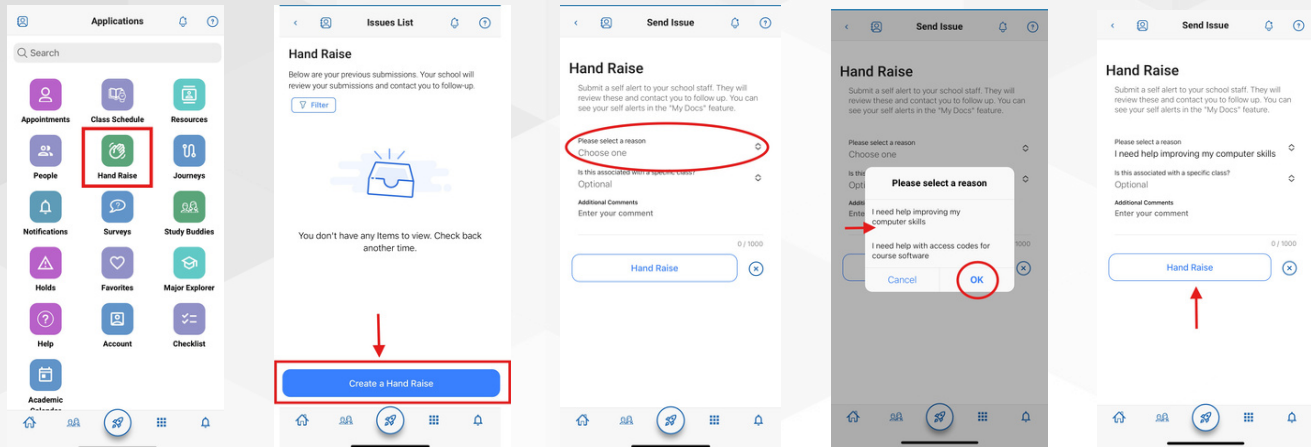 Applications
Search
Appointments
Class Schedule
Resources
People
Hand Raise
Journeys
Notifications
Surveys
Study Buddies
Holds
Favorites
Major Explorer
Help
Account
Checklist
Academic
Calendar
Issues List
Hand Raise
Below are your previous submissions. Your school will
review your submissions and contact you to follow-up.
Filter
You don't have any Items to view. Check back
another time.
Create a Hand Raise
Send Issue
Hand Raise
Submit a self alert to your school staff. They will
review these and contact you to follow up. You can
see your self alerts in the "My Docs" feature.
Please select a reason
Choose one
Is this associated with a specific class?
Optional
Additional Comments
Enter your comment
0 / 1000
Hand Raise
Send Issue
Hand Raise
Submit a self alert to your school staff. They will
review these and contact you to follow up. You can
see your self alerts in the "My Docs" feature.
Please select a reason
Choose one
Is this
Opti
Additi
Ente
1000
Please select a reason
I need help improving my
computer skills
I need help with access codes for
course software
Cancel
OK
Send Issue
Hand Raise
Submit a self alert to your school staff. They will
review these and contact you to follow up. You can
see your self alerts in the "My Docs" feature.
Please select a reason
I need help improving my computer skills
Is this associated with a specific class?
Optional
Additional Comments
Enter your comment
0 / 1000
Hand Raise